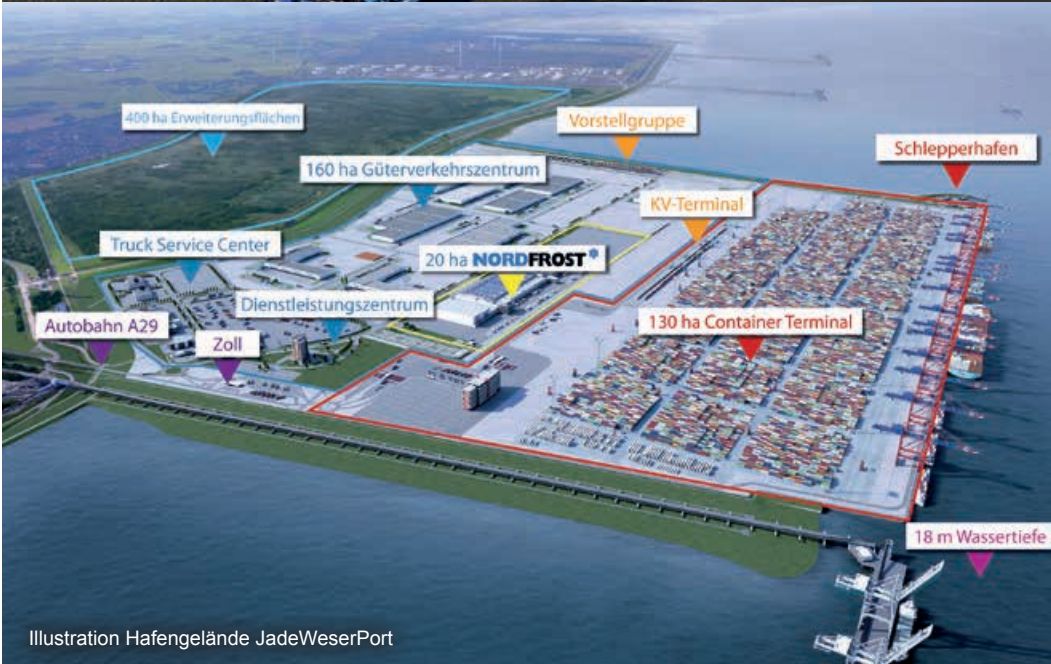 400 ha Erweiterungsflächen
Vorstellgruppe
Schlepperhafen
160 ha Güterverkehrszentrum
KV-Terminal
Truck Service Center
20 ha NORDFROST
Dienstleistungszentrum
Autobahn A29
Zoll
130 ha Container Terminal
18 m Wassertiefe
Illustration Hafengelände JadeWeserPort